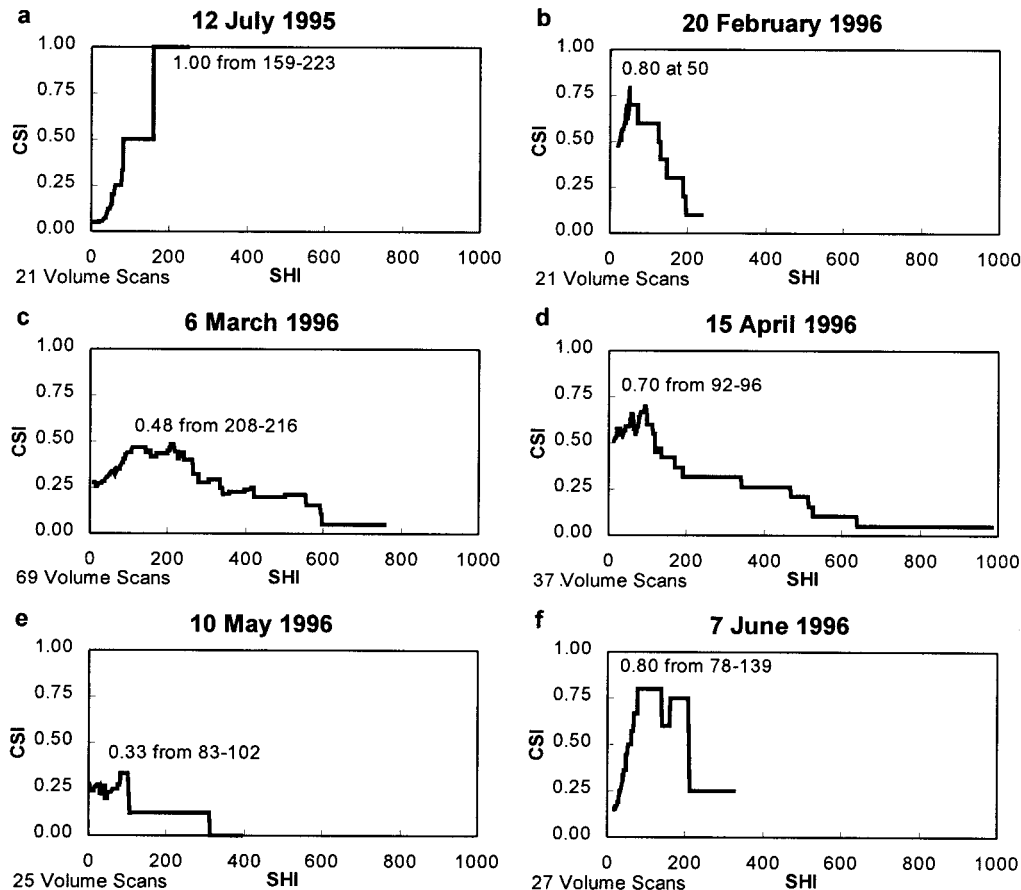 a
12 July 1995
1.00
0.75
0.50
0.25
0.00
CSI
1.00 from 159-223
0 200 400 600 800 1000
SHI
21 Volume Scans
b
20 February 1996
1.00
0.75
0.50
0.25
0.00
CSI
0.80 at 50
0 200 400 600 800 1000
SHI
21 Volume Scans
c
6 March 1996
1.00
0.75
0.50
0.25
0.00
CSI
0.48 from 208-216
0 200 400 600 800 1000
SHI
69 Volume Scans
d
15 April 1996
1.00
0.75
0.50
0.25
0.00
CSI
0.70 from 92-96
0 200 400 600 800 1000
SHI
37 .Volume Scans
e
10 May 1996
1.00
0.75
0.50
0.25
0.00
CSI
0.33 from 83-102
0 200 400 600 800 1000
SHI
25 Volume Scans
f
7 June 1996
1.00
0.75
0.50
0.25
0.00
CSI
0.80 from 78-139
0 200 400 600 800 1000
SHI
27 Volume Scans